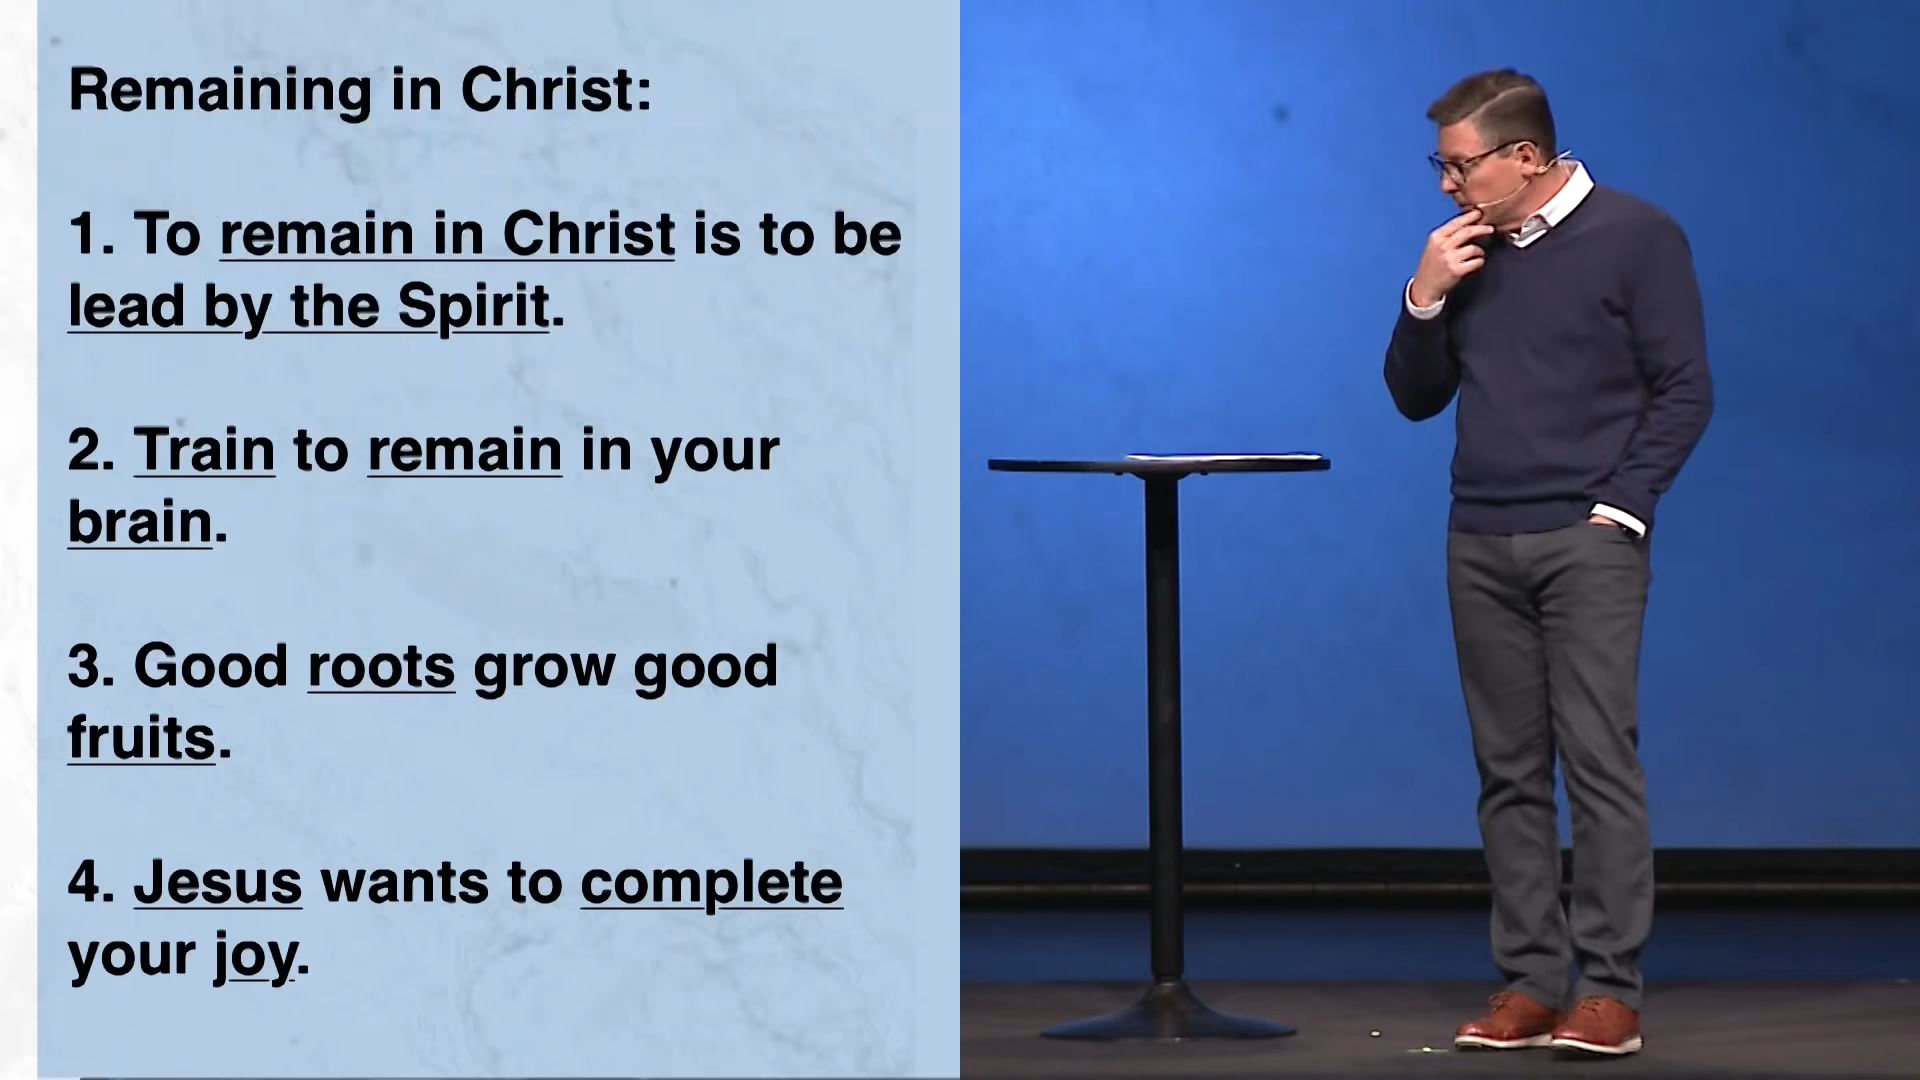 Remaining in Christ:
1. To remain in Christ is to be
lead by the Spirit.
2. Train to remain in your
brain.
3. Good roots grow good
fruits.
4. Jesus wants to complete
your joy.